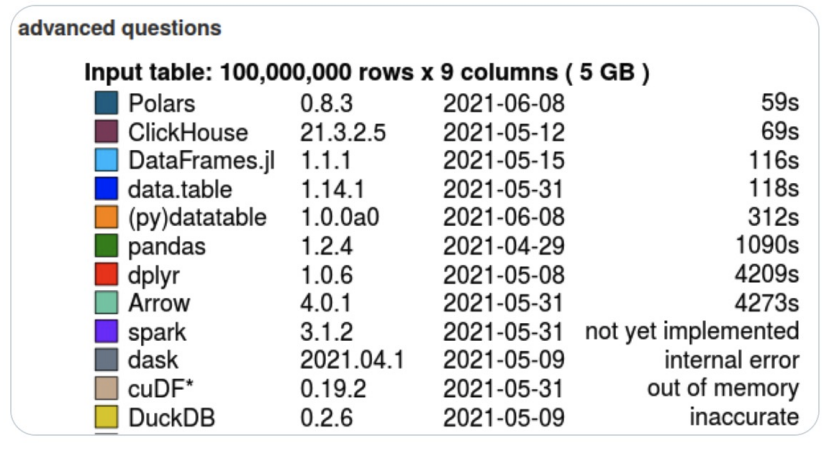 advanced questions
Input table: 100,000,000 rows x 9 columns ( 5 GB )
Polars 0.8.3 2021-06-08 59s
ClickHouse 21.3.2.5 2021-05-12 69s
DataFrames.jl 1.1.1 2021-05-15 116s
data.table 1.14.1 2021-05-31 118s
(py)datatable 1.0.0a0 2021-06-08 312s
pandas 1.2.4 2021-04-29 1090s
dplyr 1.0.6 2021-05-08 4209s
Arrow 4.0.1 2021-05-31 4273s
spark 3.1.2 2021-05-31 not yet implemented
dask 2021.04.1 2021-05-09 internal error
cuDF* 0.19.2 2021-05-31 out of memory
DuckDB 0.2.6 2021-05-09 inaccurate